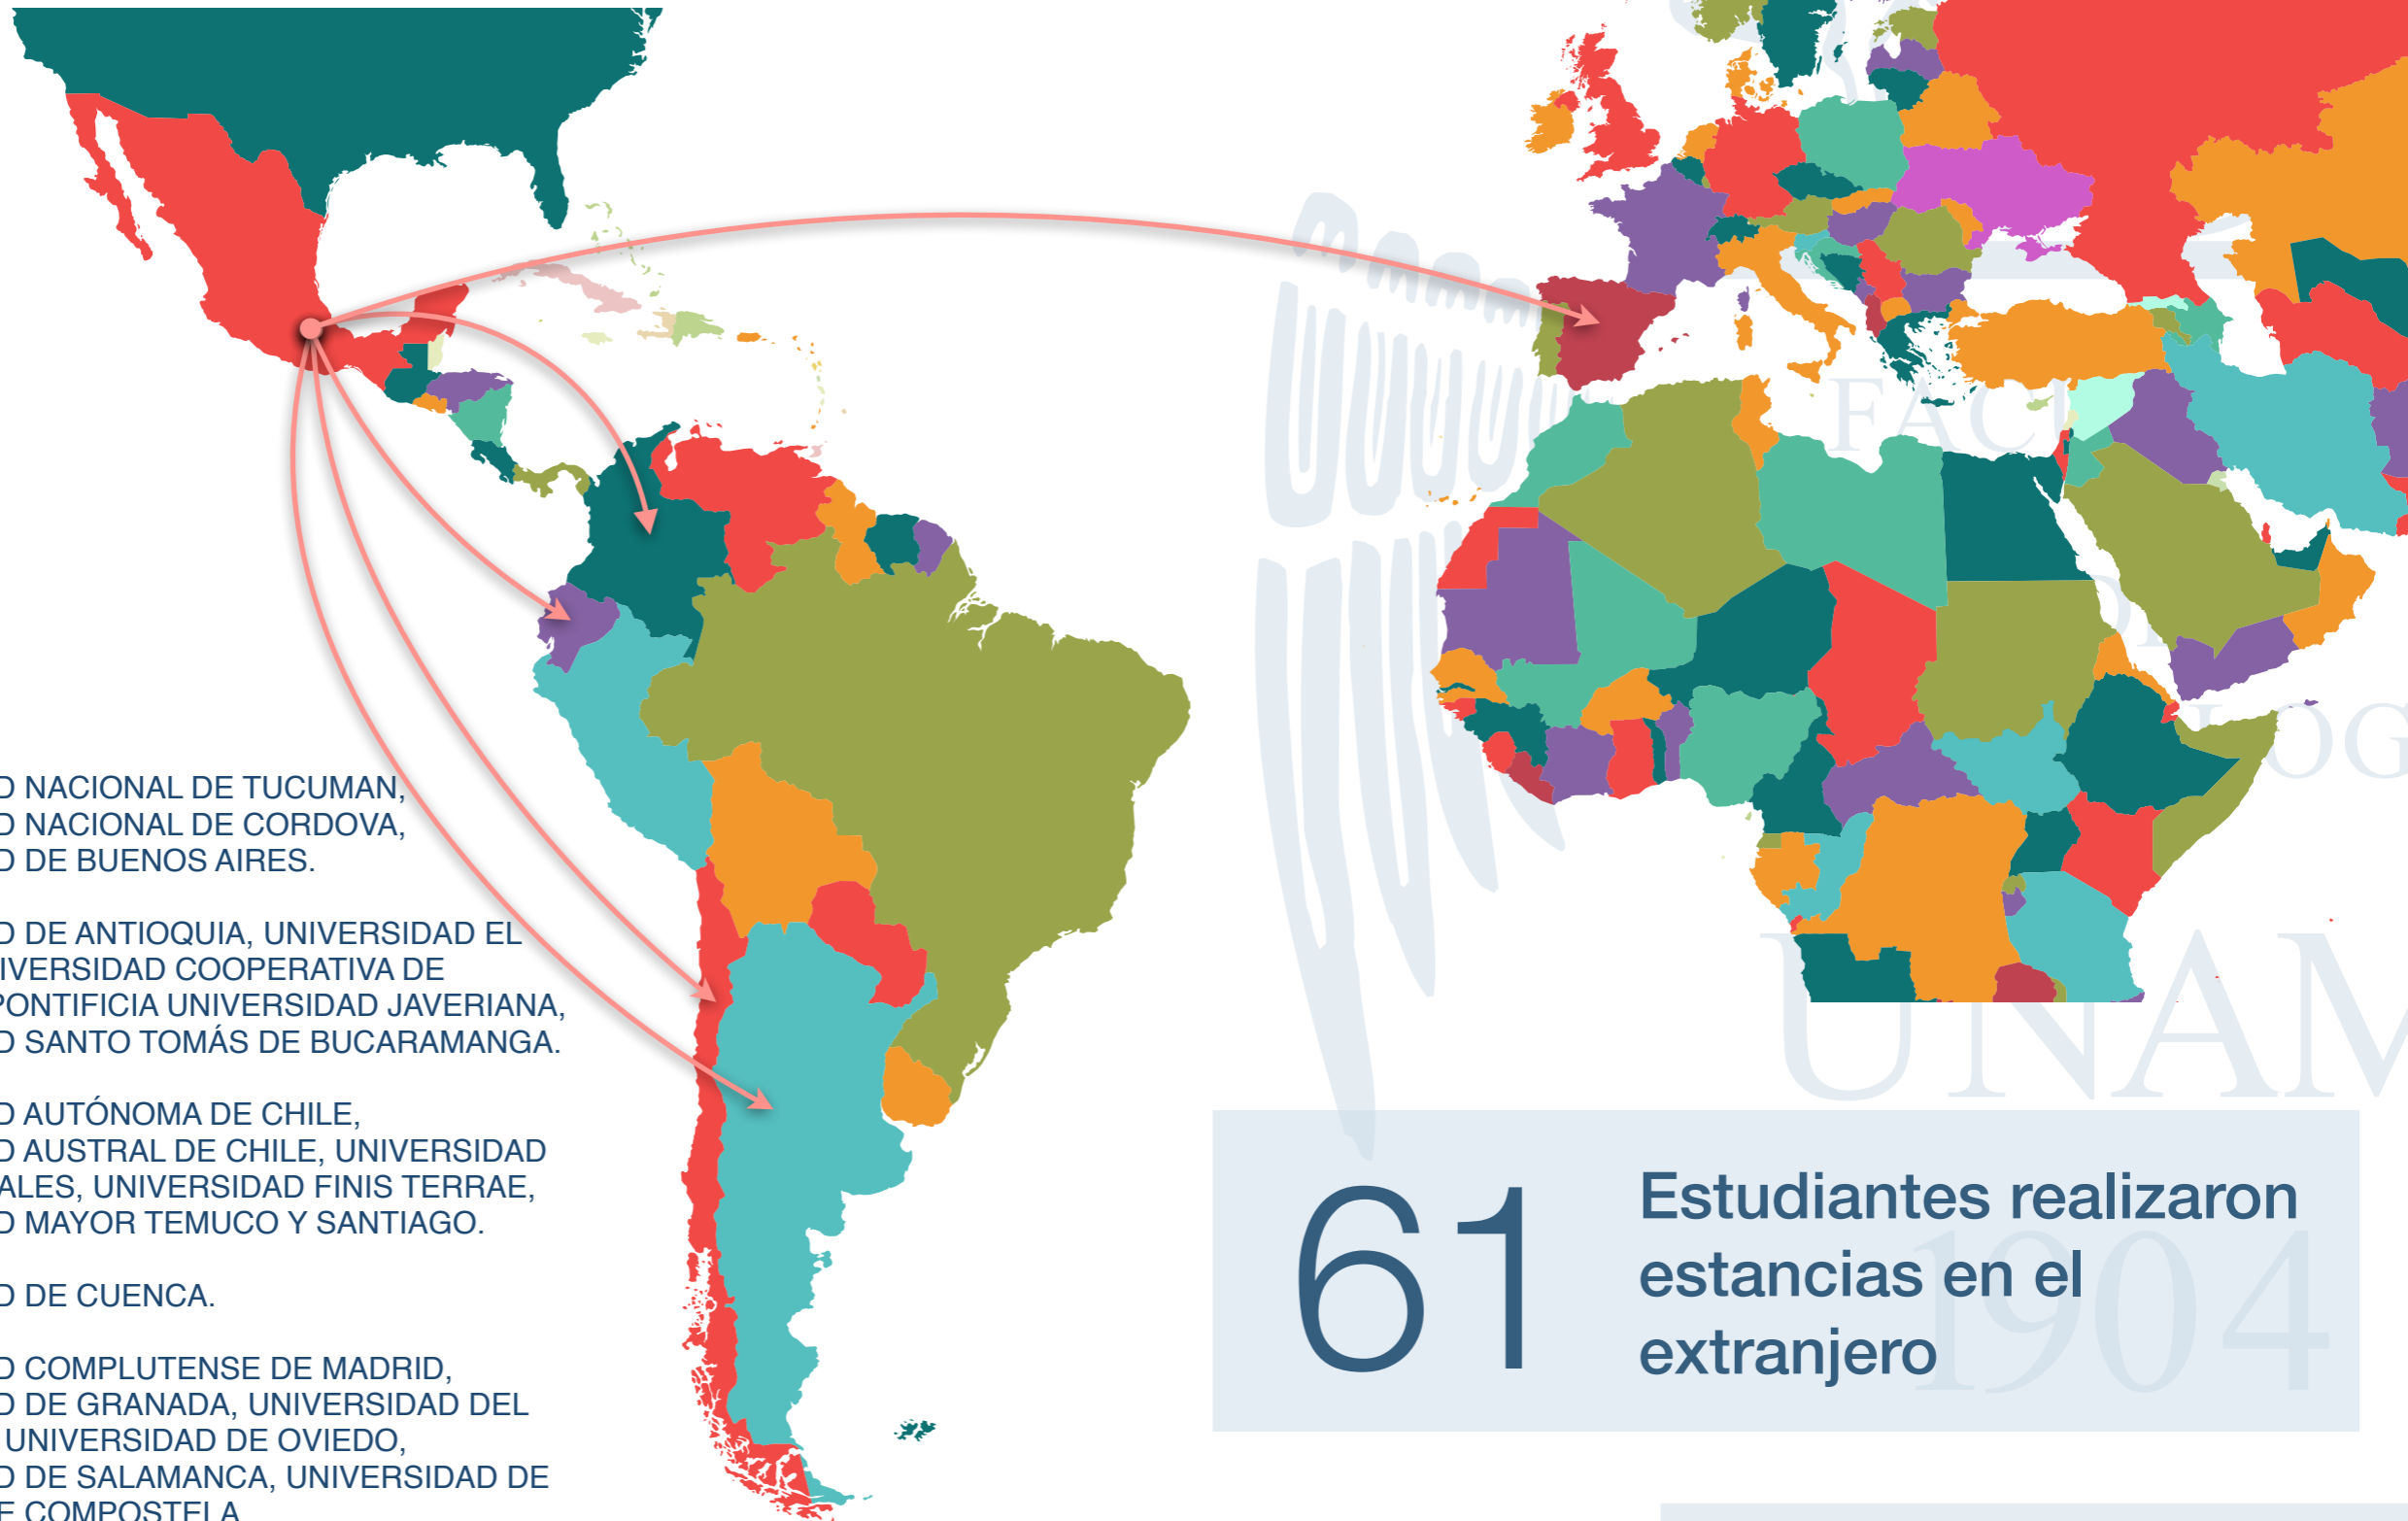 D NACIONAL DE TUCUMAN,
D NACIONAL DE CORDOVA,
D DE BUENOS AIRES.
D DE ANTIOQUIA, UNIVERSIDAD EL
IVERSIDAD COOPERATIVA DE
PONTIFICIA UNIVERSIDAD JAVERIANA,
D SANTO TOMÁS DE BUCARAMANGA.
D AUTÓNOMA DE CHILE,
D AUSTRAL DE CHILE, UNIVERSIDAD
ALES, UNIVERSIDAD FINIS TERRAE,
D MAYOR TEMUCO Y SANTIAGO.
D DE CUENCA.
D COMPLUTENSE DE MADRID,
D DE GRANADA, UNIVERSIDAD DEL
UNIVERSIDAD DE OVIEDO,
D DE SALAMANCA, UNIVERSIDAD DE
E COMPOSTELA
FACU
D
OG
UNAM
61
Estudiantes realizaron
estancias en el
extranjero
1904